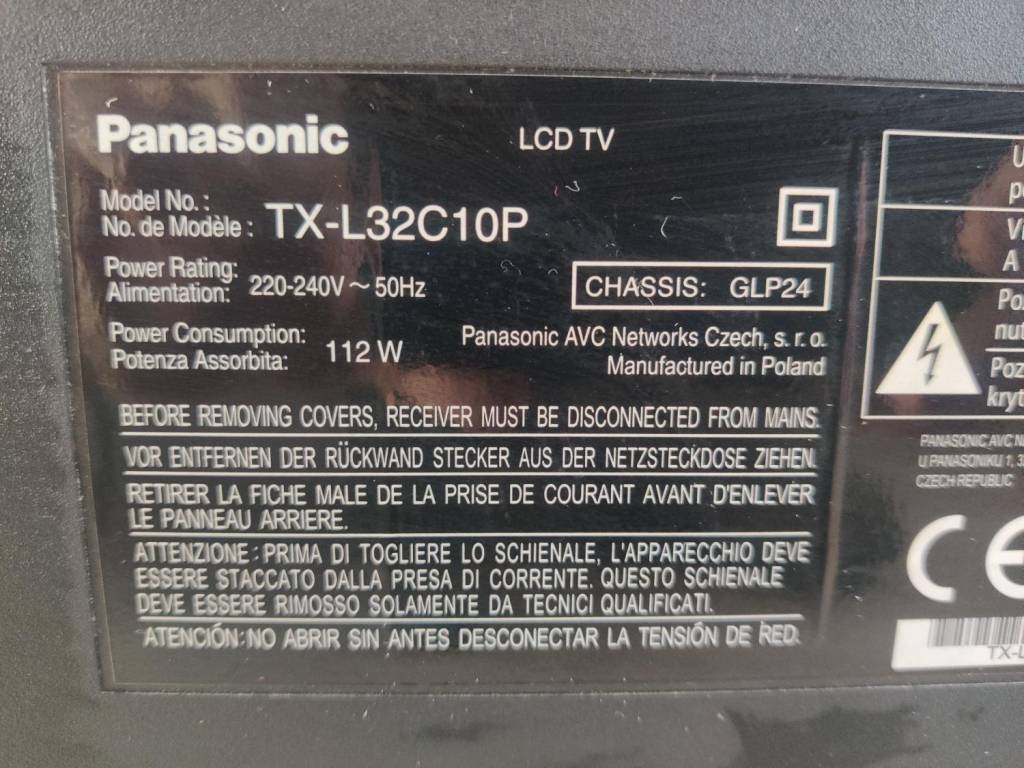 Panasonic
LCD TV
Model No. :
No. de Modèle : TX-L32C10P
Power Rating:
Alimentation: 220-240V ~ 50Hz
CHASSIS: GLP24
Power Consumption:
Potenza Assorbita: 112 W
Panasonic AVC Networks Czech, s. r. o.
Manufactured in Poland
BEFORE REMOVING COVERS, RECEIVER MUST BE DISCONNECTED FROM MAINS.
VOR ENTFERNEN DER RÜCKWAND STECKER AUS DER NETZSTECKDOSE ZIEHEN.
RETIRER LA FICHE MALE DE LA PRISE DE COURANT AVANT D'ENLEVER
LE PANNEAU ARRIERE.
ATTENZIONE : PRIMA DI TOGLIERE LO SCHIENALE, L'APPARECCHIO DEVE
ESSERE STACCATO DALLA PRESA DI CORRENTE. QUESTO SCHIENALE
DEVE ESSERE RIMOSSO SOLAMENTE DA TECNICI QUALIFICATI.
ATENCIÓN: NO ABRIR SIN ANTES DESCONECTAR LA TENSIÓN DE RED.
A
PANASONIC AVC
U PANASONIKU 1,
CZECH REPUBLIC
CE